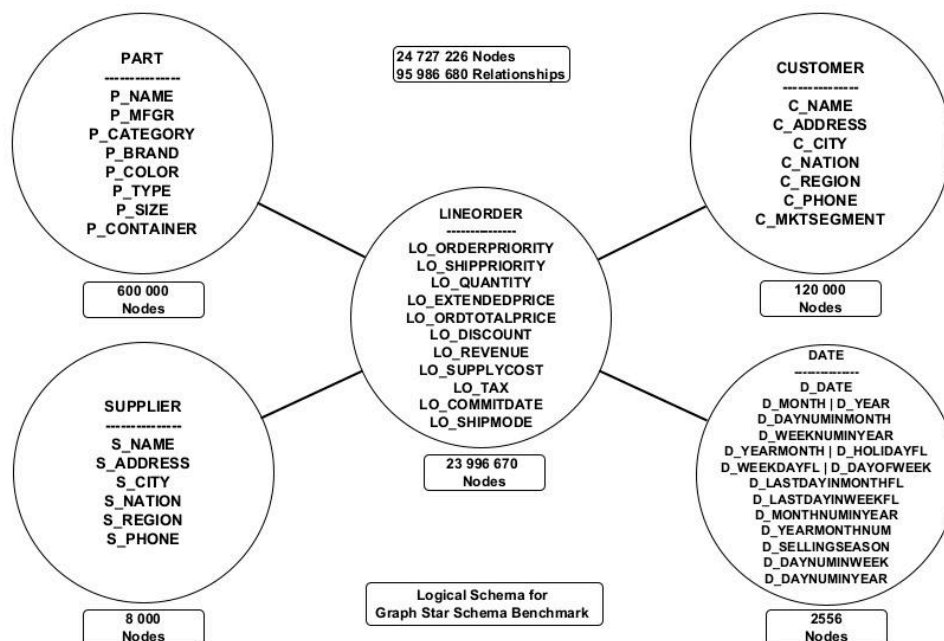 PART
---------------
P_NAME
P_MFGR
P_CATEGORY
P_BRAND
P_COLOR
P_TYPE
P_SIZE
P_CONTAINER
600 000
Nodes
24 727 226 Nodes
95 986 680 Relationships
CUSTOMER
---------------
C_NAME
C_ADDRESS
C_CITY
C_NATION
C_REGION
C_PHONE
C_MKTSEGMENT
120 000
Nodes
LINEORDER
---------------
LO_ORDERPRIORITY
LO_SHIPPRIORITY
LO_QUANTITY
LO_EXTENDEDPRICE
LO_ORDTOTALPRICE
LO_DISCOUNT
LO_REVENUE
LO_SUPPLYCOST
LO_TAX
LO_COMMITDATE
LO_SHIPMODE
23 996 670
Nodes
SUPPLIER
---------------
S_NAME
S_ADDRESS
S_CITY
S_NATION
S_REGION
S_PHONE
8 000
Nodes
DATE
---------------
D_DATE
D_MONTH | D_YEAR
D_DAYNUMINMONTH
D_WEEKNUMINYEAR
D_YEARMONTH | D_HOLIDAYFL
D_WEEKDAYFL | D_DAYOFWEEK
D_LASTDAYINMONTHFL
D_LASTDAYINWEEKFL
D_MONTHNUMINYEAR
D_YEARMONTHNUM
D_SELLINGSEASON
D_DAYNUMINWEEK
D_DAYNUMINYEAR
2556
Nodes
Logical Schema for
Graph Star Schema Benchmark